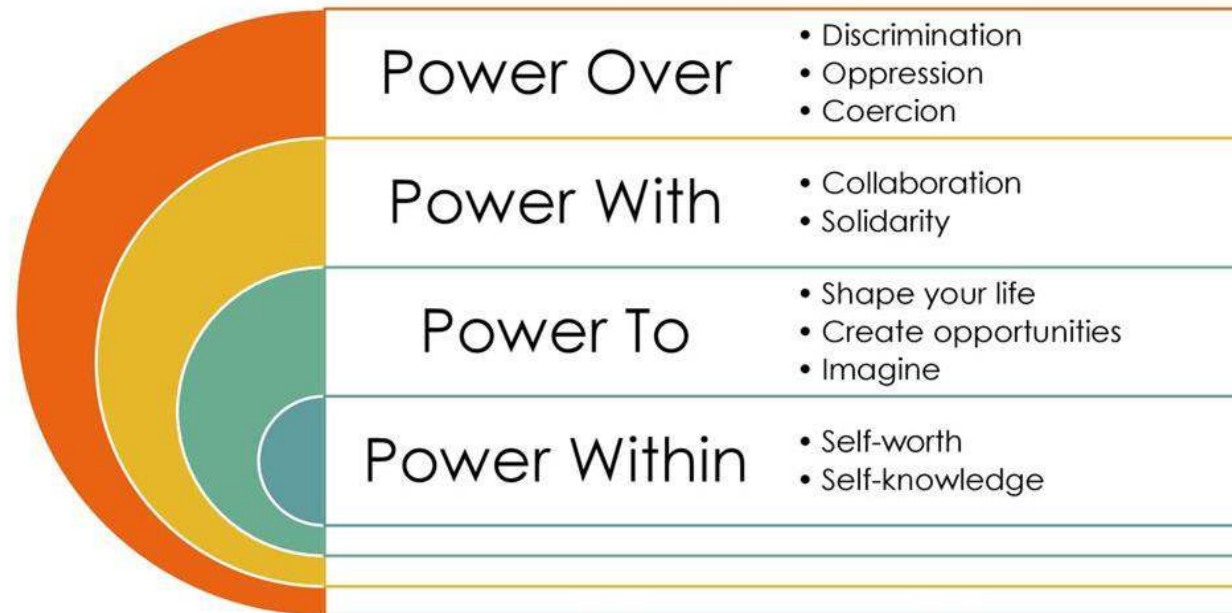 Power Over
• Discrimination
• Oppression
• Coercion
Power With
• Collaboration
• Solidarity
Power To
• Shape your life
• Create opportunities
• Imagine
Power Within
• Self-worth
• Self-knowledge